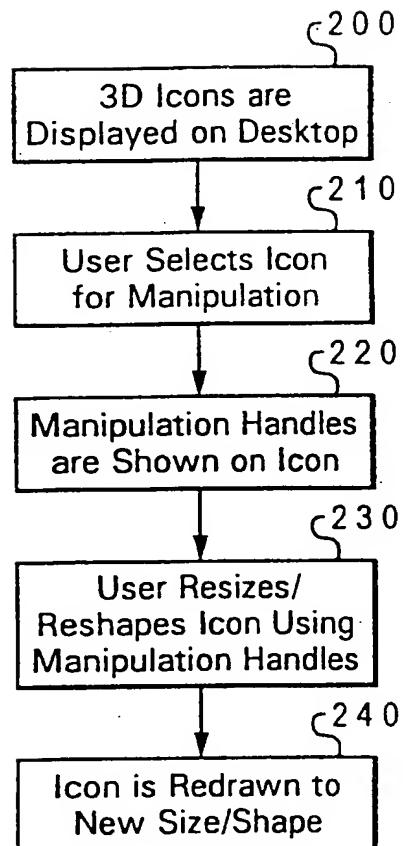 200
3D Icons are
Displayed on Desktop
210
User Selects Icon
for Manipulation
220
Manipulation Handles
are Shown on Icon
230
User Resizes/
Reshapes Icon Using
Manipulation Handles
240
Icon is Redrawn to
New Size/Shape